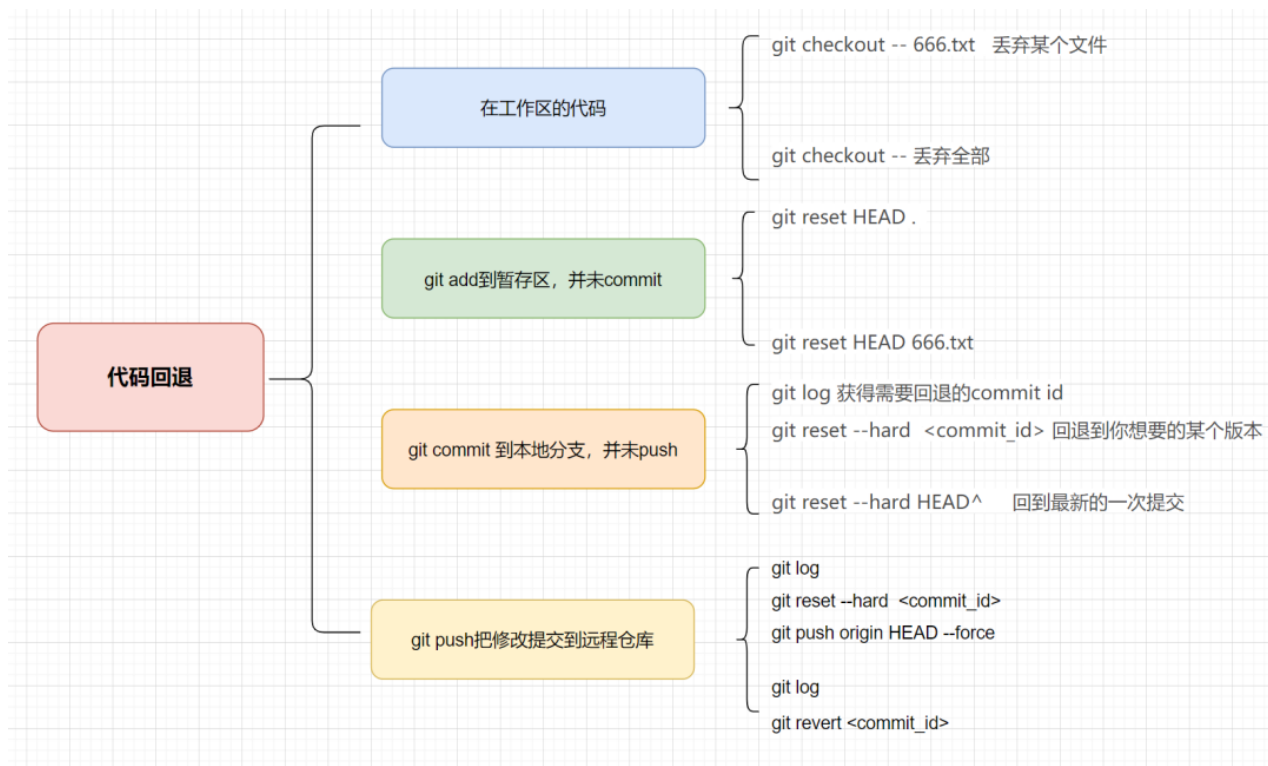 代码回退
在工作区的代码
git checkout -- 666.txt 丢弃某个文件
git checkout -- 丢弃全部
git add到暂存区，并未commit
git reset HEAD .
git reset HEAD 666.txt
git commit 到本地分支，并未push
git log 获得需要回退的commit id
git reset --hard <commit_id> 回退到你想要的某个版本
git reset --hard HEAD^ 回到最新的一次提交
git push把修改提交到远程仓库
git log
git reset --hard <commit_id>
git push origin HEAD --force
git log
git revert <commit_id>